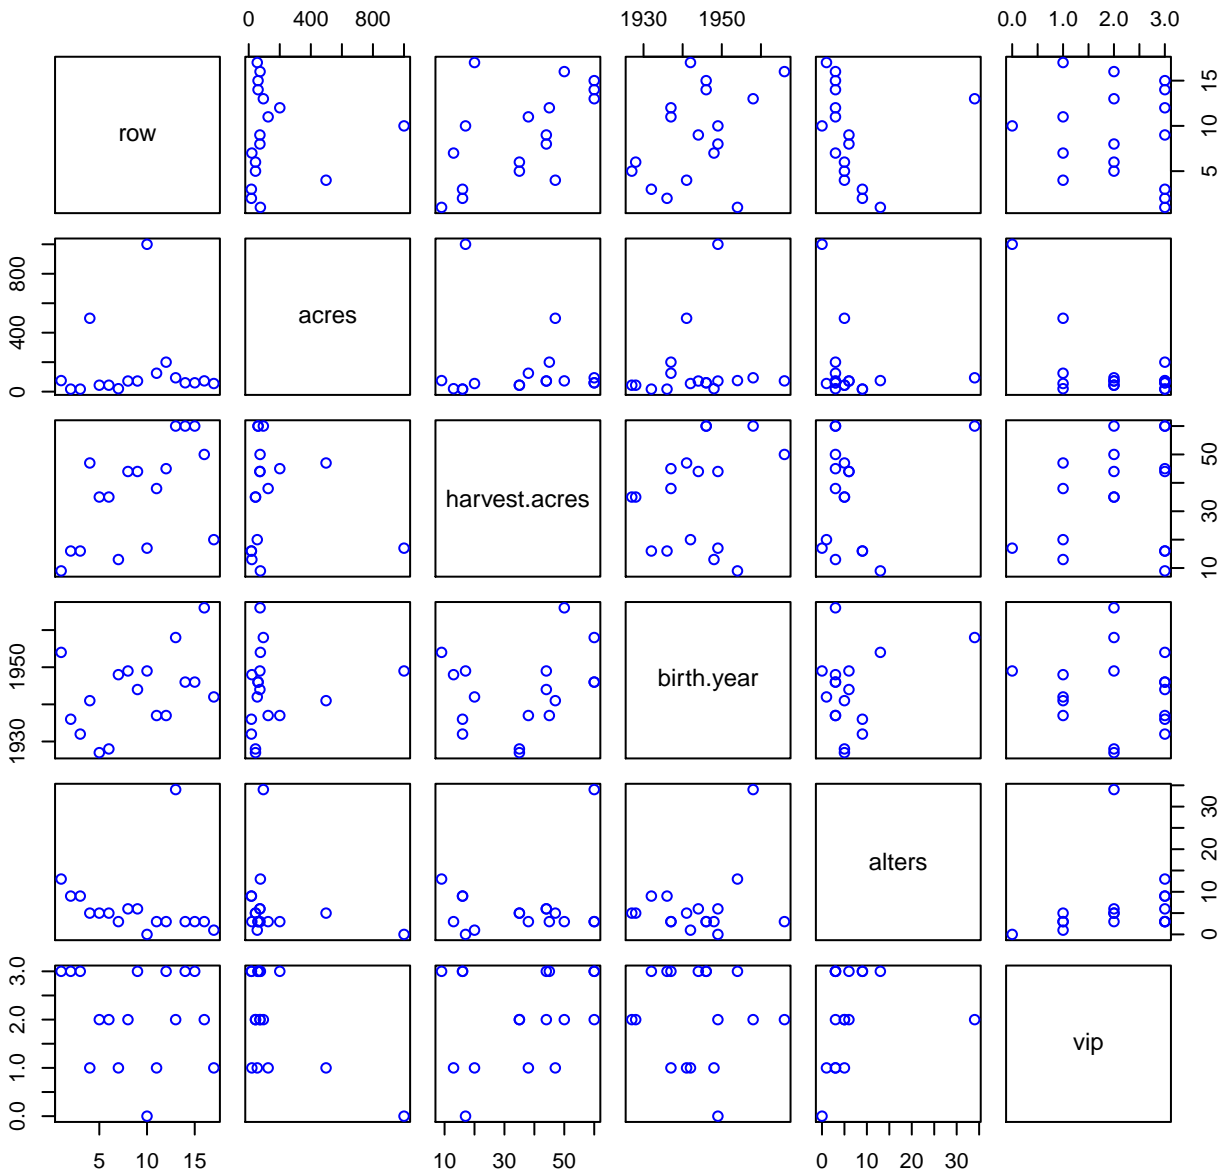 0 400 800 1930 1950 0.0 1.0 2.0 3.0
row 5 10 15
0 400 800 acres
harvest.acres 10 30 50
1930 1950 birth.year
alters 0 10 20 30
0.0 1.0 2.0 3.0 vip
5 10 15 10 30 50 0 10 20 30